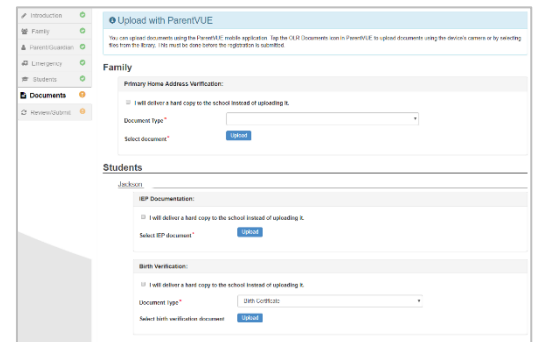 Introduction
Family
Parent/Guardian
Emergency
Students
Documents
Review/Submit
Upload with ParentVUE
You can upload documents using the ParentVUE mobile application. Tap the OLR Documents icon in ParentVUE to upload documents using the device's camera or by selecting
files from the library. This must be done before the registration is submitted.
Family
Primary Home Address Verification:
I will deliver a hard copy to the school instead of uploading it.
Document Type*
Select document*
Upload
Students
Jackson
IEP Documentation:
I will deliver a hard copy to the school instead of uploading it.
Select IEP document*
Upload
Birth Verification:
I will deliver a hard copy to the school instead of uploading it.
Document Type*
Birth Certificate
Select birth verification document
Upload